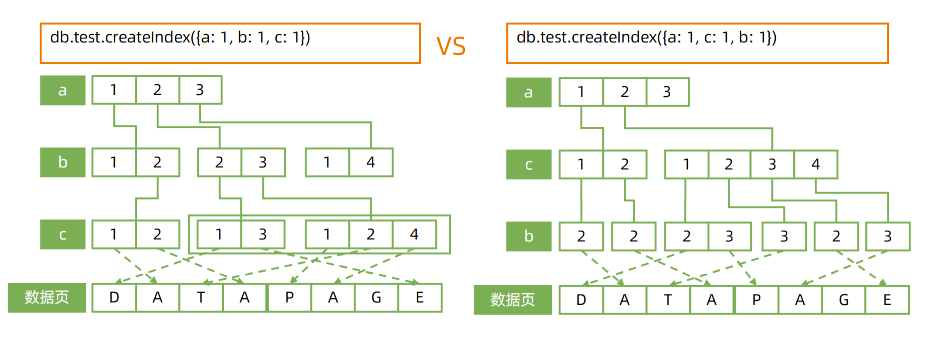 db.test.createIndex({a: 1, b: 1, c: 1})
VS
db.test.createIndex({a: 1, c: 1, b: 1})
a 1 2 3
b 1 2 2 3 1 4
c 1 2 1 3 1 2 4
数据页 D A T A P A G E
a 1 2 3
c 1 2 1 2 3 4
b 2 2 2 3 3 2 3
数据页 D A T A P A G E